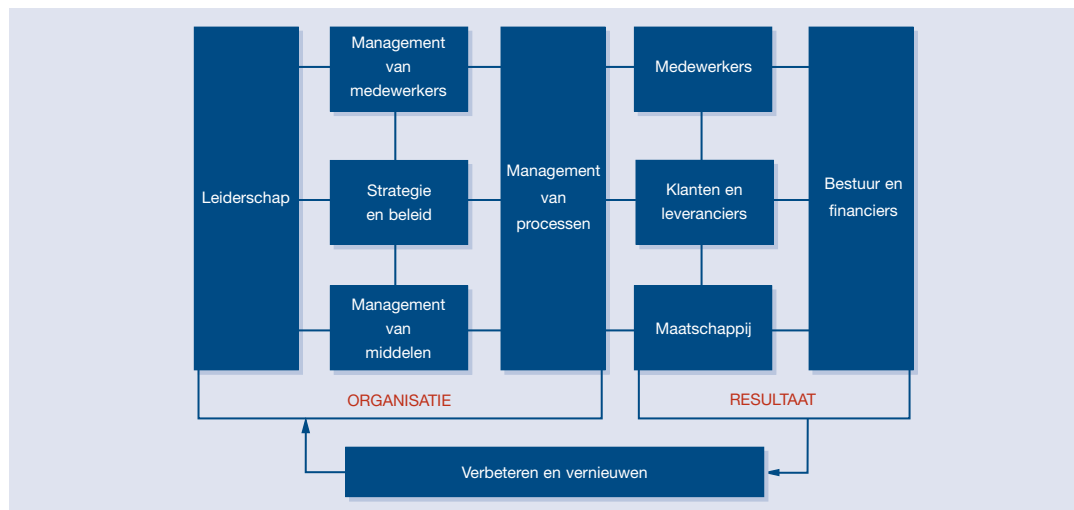 Leiderschap
Management
van
medewerkers
Strategie
en beleid
Management
van
middelen
Management
van
processen
Medewerkers
Klanten en
leveranciers
Maatschappij
Bestuur en
financiers
ORGANISATIE
RESULTAAT
Verbeteren en vernieuwen